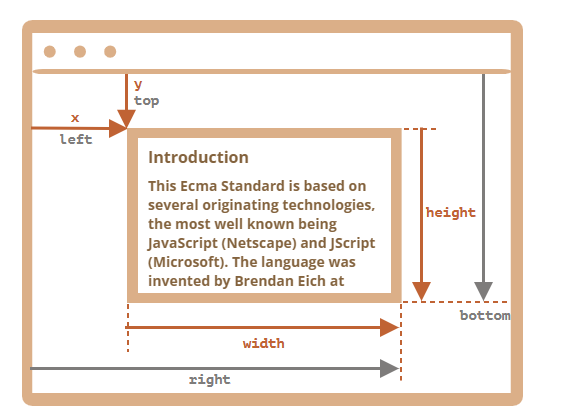 y
top
x
left
Introduction
This Ecma Standard is based on
several originating technologies,
the most well known being
JavaScript (Netscape) and JScript
(Microsoft). The language was
invented by Brendan Eich at
height
bottom
width
right